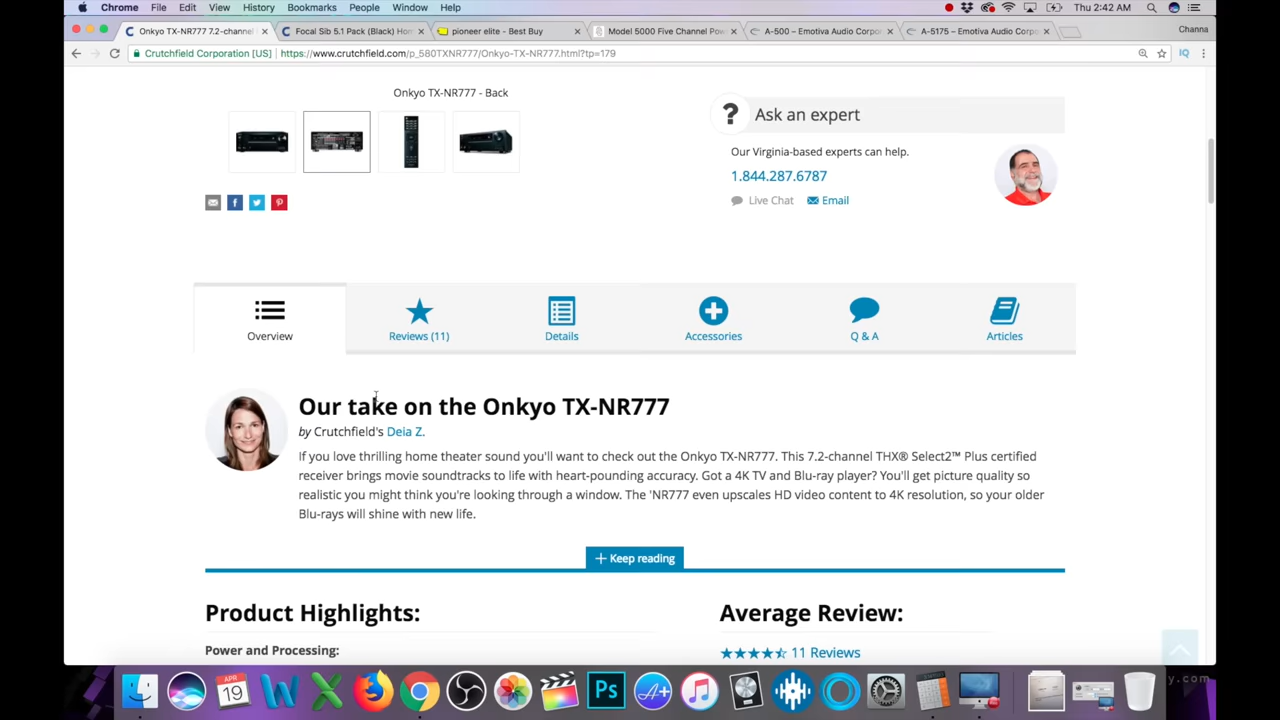 Chrome File Edit View History Bookmarks People Window Help Thu 2:42 AM
Onkyo TX-NR777 7.2-channel Focal Sib 5.1 Pack (Black) Hom pioneer elite - Best Buy Model 5000 Five Channel Pow A-500 – Emotiva Audio Corpor A-5175 – Emotiva Audio Corpor Channa
Crutchfield Corporation [US] https://www.crutchfield.com/p_580TXNR777/Onkyo-TX-NR777.html?tp=179
Onkyo TX-NR777 - Back
? Ask an expert
Our Virginia-based experts can help.
1.844.287.6787
Live Chat Email
Overview Reviews (11) Details Accessories Q & A Articles
Our take on the Onkyo TX-NR777
by Crutchfield's Deia Z.
If you love thrilling home theater sound you'll want to check out the Onkyo TX-NR777. This 7.2-channel THX® Select2™ Plus certified
receiver brings movie soundtracks to life with heart-pounding accuracy. Got a 4K TV and Blu-ray player? You'll get picture quality so
realistic you might think you're looking through a window. The 'NR777 even upscales HD video content to 4K resolution, so your older
Blu-rays will shine with new life.
+ Keep reading
Product Highlights: Average Review:
Power and Processing: 11 Reviews
APR
19
Ps
y.com